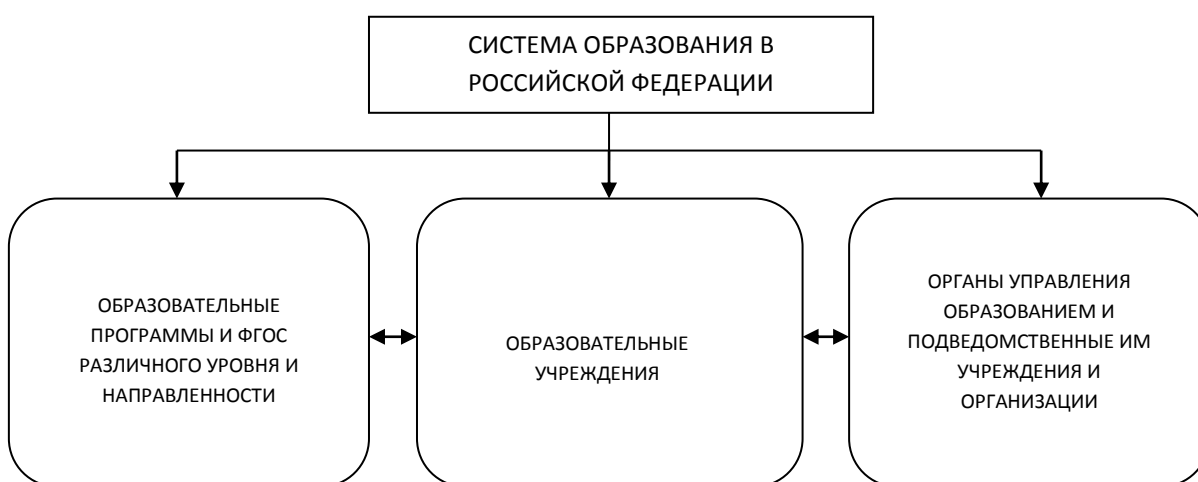 СИСТЕМА ОБРАЗОВАНИЯ В
РОССИЙСКОЙ ФЕДЕРАЦИИ
ОБРАЗОВАТЕЛЬНЫЕ
ПРОГРАММЫ И ФГОС
РАЗЛИЧНОГО УРОВНЯ И
НАПРАВЛЕННОСТИ
ОБРАЗОВАТЕЛЬНЫЕ
УЧРЕЖДЕНИЯ
ОРГАНЫ УПРАВЛЕНИЯ
ОБРАЗОВАНИЕМ И
ПОДВЕДОМСТВЕННЫЕ ИМ
УЧРЕЖДЕНИЯ И
ОРГАНИЗАЦИИ